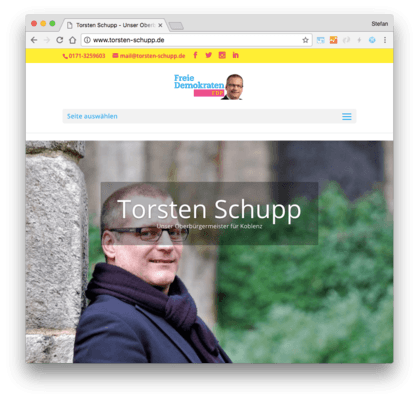 Torsten Schupp - Unser Oberb
Stefan
www.torsten-schupp.de
0171-3259603 mail@torsten-schupp.de
Freie
Demokraten
FDP
Seite auswählen
Torsten Schupp
Unser Oberbürgermeister für Koblenz